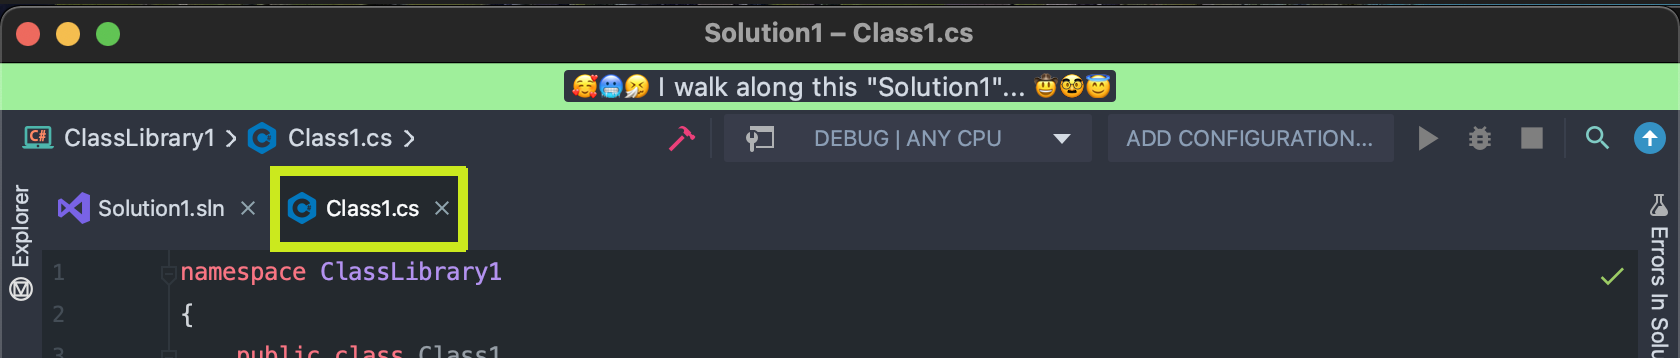 Solution1 – Class1.cs
🥰🥶🤧 I walk along this "Solution1"... 🤠🥸😇
C# ClassLibrary1 > Class1.cs >
DEBUG | ANY CPU
ADD CONFIGURATION...
Explorer
Solution1.sln ×
Class1.cs ×
1 namespace ClassLibrary1
2 {
3 public class Class1
Errors In Solu